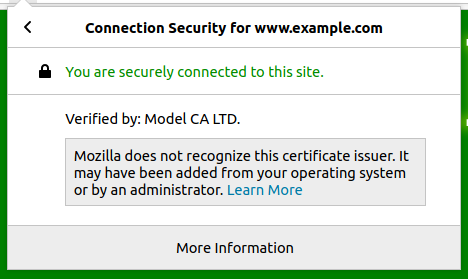 Connection Security for www.example.com
You are securely connected to this site.
Verified by: Model CA LTD.
Mozilla does not recognize this certificate issuer. It
may have been added from your operating system
or by an administrator. Learn More
More Information